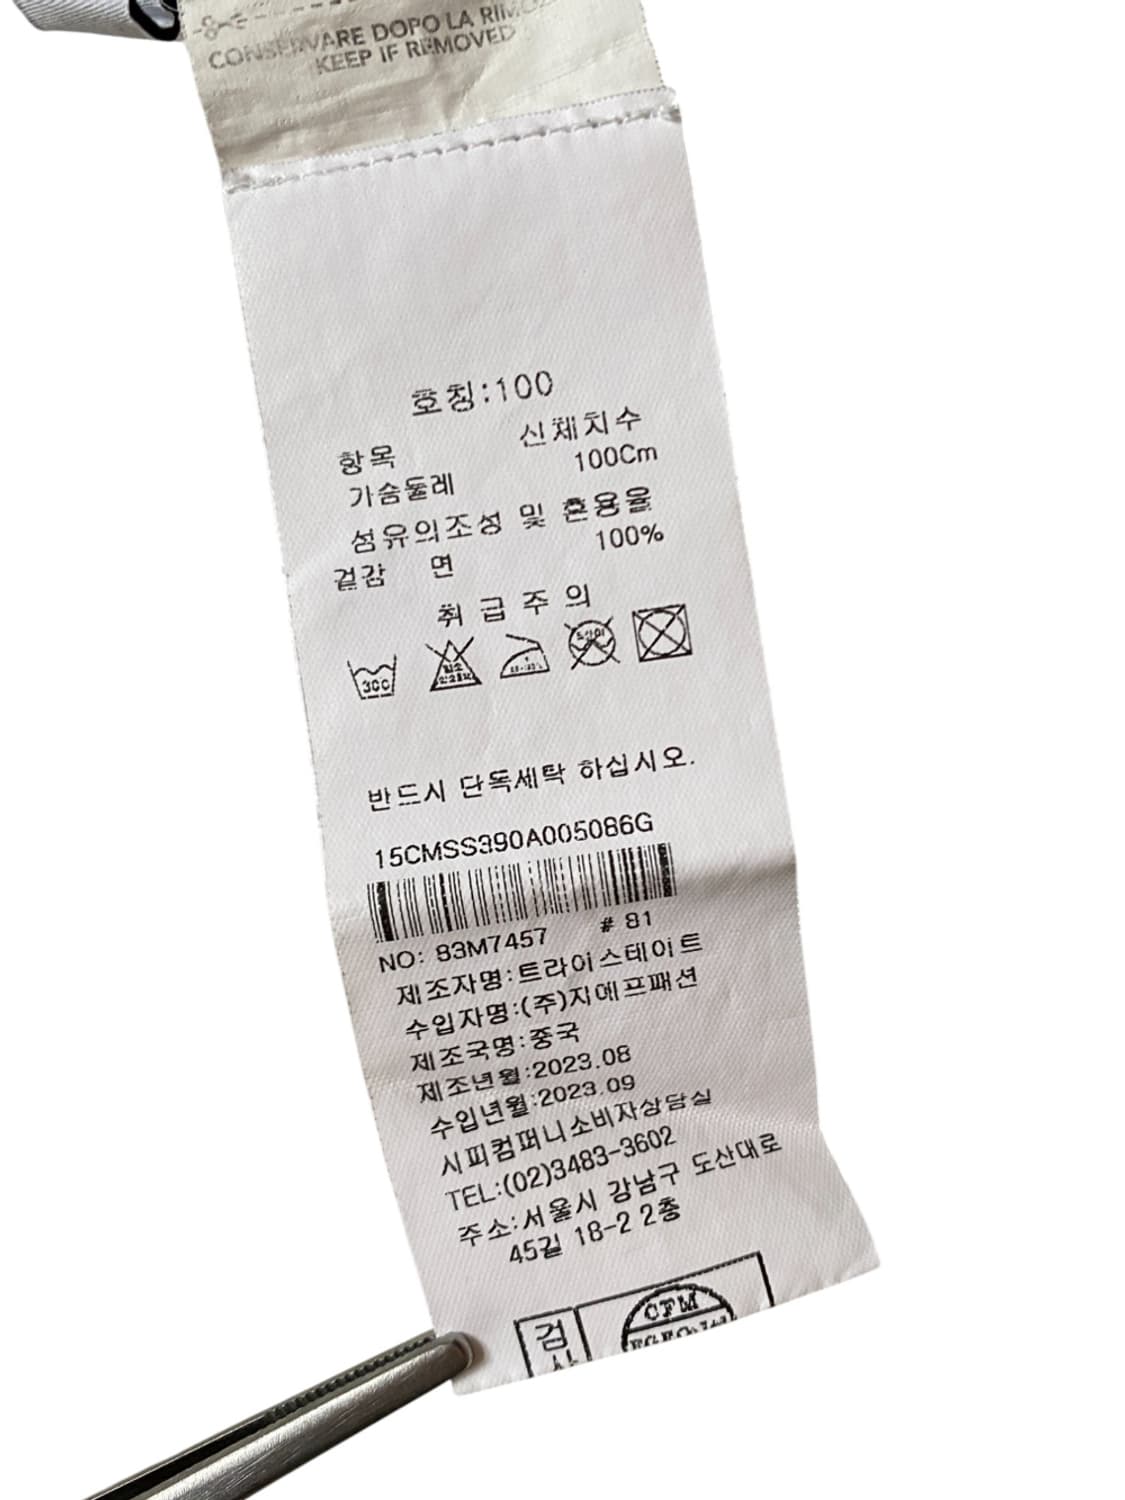 CONSERVARE DOPO LA
KEEP IF REMOVED
호칭:100
항목 신체치수
가슴둘레 100Cm
섬유의조성 및 혼용율
겉감 면 100%
취급주의
반드시 단독세탁 하십시오.
15CMSS390A005086G
NO: 83M7457 # 81
제조자명:트라이스테이트
수입자명:(주)지에프패션
제조국명:중국
제조년월:2023.08
수입년월:2023.09
시피컴퍼니소비자상담실
TEL:(02)3483-3602
주소:서울시 강남구 도산대로
45길 18-2 2층
CFM
검